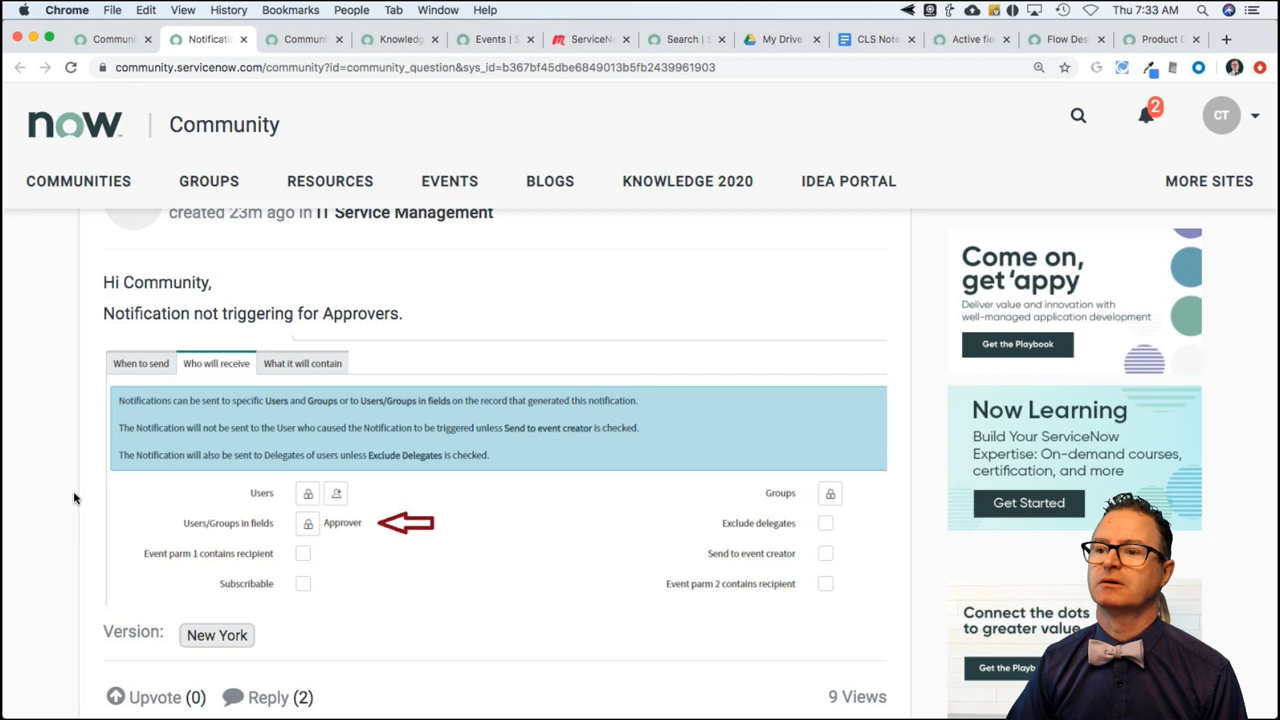 Chrome File Edit View History Bookmarks People Tab Window Help Thu 7:33 AM
Communi Notificati Communi Knowledg Events | S ServiceNo Search | S My Drive CLS Note Active fie Flow Des Product D
community.servicenow.com/community?id=community_question&sys_id=b367bf45dbe6849013b5fb2439961903
now Community 2 CT
COMMUNITIES GROUPS RESOURCES EVENTS BLOGS KNOWLEDGE 2020 IDEA PORTAL MORE SITES
created 23m ago in IT Service Management
Hi Community,
Notification not triggering for Approvers.
When to send Who will receive What it will contain
Notifications can be sent to specific Users and Groups or to Users/Groups in fields on the record that generated this notification.
The Notification will not be sent to the User who caused the Notification to be triggered unless Send to event creator is checked.
The Notification will also be sent to Delegates of users unless Exclude Delegates is checked.
Users Groups
Users/Groups in fields Approver Exclude delegates
Event parm 1 contains recipient Send to event creator
Subscribable Event parm 2 contains recipient
Version: New York
Upvote (0) Reply (2) 9 Views
Come on,
get 'appy
Deliver value and innovation with
well-managed application development
Get the Playbook
Now Learning
Build Your ServiceNow
Expertise: On-demand courses,
certification, and more
Get Started
Connect the dots
to greater value
Get the Playb